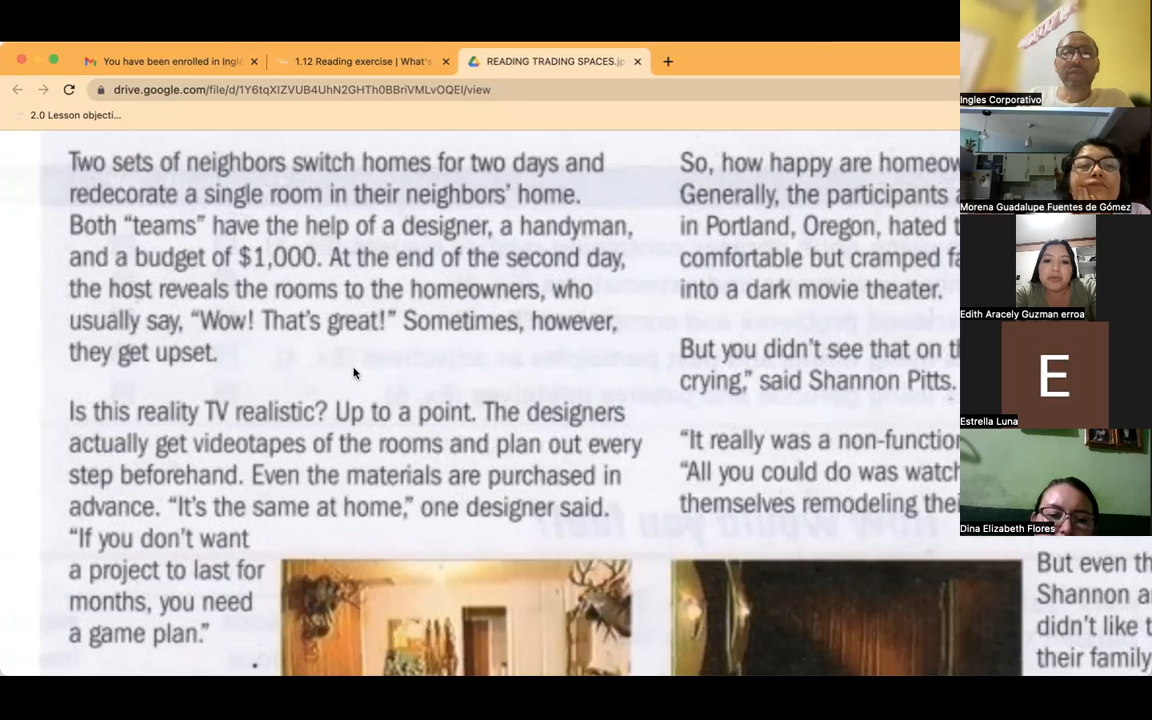 You have been enrolled in Ingl
1.12 Reading exercise | What's
READING TRADING SPACES.jp
drive.google.com/file/d/1Y6tqXIZVUB4UhN2GHTh0BBriVMLvOQEI/view
2.0 Lesson objecti...
Two sets of neighbors switch homes for two days and
redecorate a single room in their neighbors' home.
Both “teams” have the help of a designer, a handyman,
and a budget of $1,000. At the end of the second day,
the host reveals the rooms to the homeowners, who
usually say, “Wow! That's great!” Sometimes, however,
they get upset.
Is this reality TV realistic? Up to a point. The designers
actually get videotapes of the rooms and plan out every
step beforehand. Even the materials are purchased in
advance. “It's the same at home,” one designer said.
“If you don't want
a project to last for
months, you need
a game plan.”
So, how happy are homeow
Generally, the participants
in Portland, Oregon, hated
comfortable but cramped fa
into a dark movie theater.
But you didn't see that on th
crying,” said Shannon Pitts.
“It really was a non-function
“All you could do was watch
themselves remodeling thei
But even th
Shannon a
didn't like t
their family
Ingles Corporativo
Morena Guadalupe Fuentes de Gómez
Edith Aracely Guzman erroa
E
Estrella Luna
Dina Elizabeth Flores